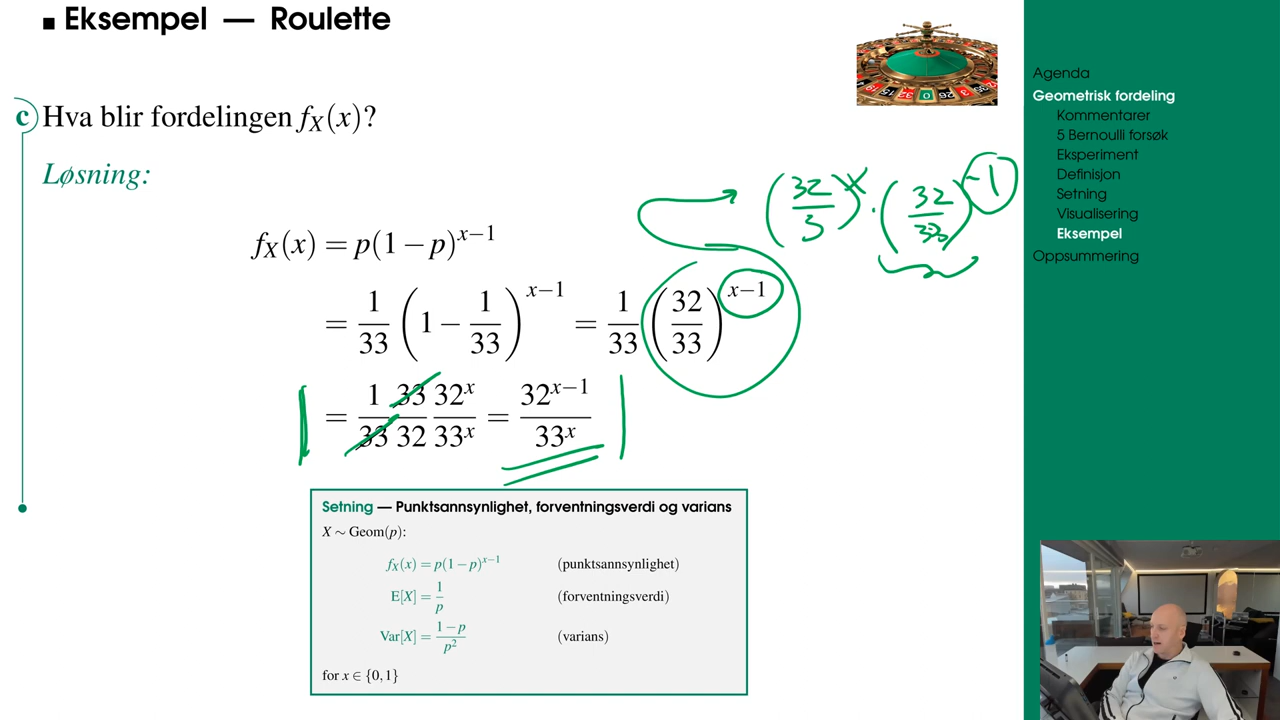 Eksempel — Roulette
c Hva blir fordelingen f_X(x)?
Løsning:
(32/3)^x · (32/33)^{-1}
f_X(x) = p(1−p)^{x−1}
= 1/33 (1 − 1/33)^{x−1} = 1/33 (32/33)^{x−1}
= 1/33 33/32 32^x/33^x = 32^{x−1}/33^x
Setning — Punktsannsynlighet, forventningsverdi og varians
X ∼ Geom(p):
f_X(x) = p(1−p)^{x−1} (punktsannsynlighet)
E[X] = 1/p (forventningsverdi)
Var[X] = 1−p/p^2 (varians)
for x ∈ {0,1}
Agenda
Geometrisk fordeling
Kommentarer
5 Bernoulli forsøk
Eksperiment
Definisjon
Setning
Visualisering
Eksempel
Oppsummering